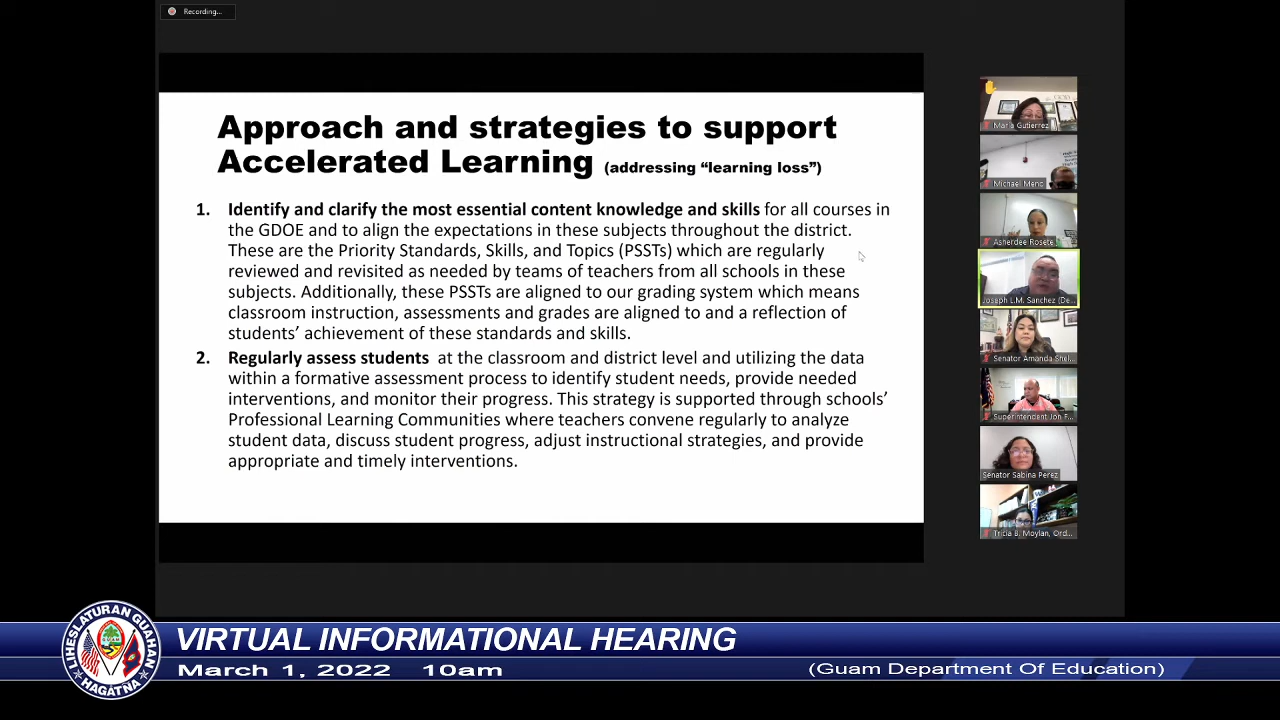 Recording...
Approach and strategies to support
Accelerated Learning (addressing “learning loss”)
1. Identify and clarify the most essential content knowledge and skills for all courses in
the GDOE and to align the expectations in these subjects throughout the district.
These are the Priority Standards, Skills, and Topics (PSSTs) which are regularly
reviewed and revisited as needed by teams of teachers from all schools in these
subjects. Additionally, these PSSTs are aligned to our grading system which means
classroom instruction, assessments and grades are aligned to and a reflection of
students’ achievement of these standards and skills.
2. Regularly assess students at the classroom and district level and utilizing the data
within a formative assessment process to identify student needs, provide needed
interventions, and monitor their progress. This strategy is supported through schools’
Professional Learning Communities where teachers convene regularly to analyze
student data, discuss student progress, adjust instructional strategies, and provide
appropriate and timely interventions.
Maria Gutierrez
Michael Meno
Asherdee Rosete
Joseph L.M. Sanchez (De...
Senator Amanda Shel...
Superintendent Jon F...
Senator Sabina Perez
Tricia B. Moylan, Ord...
LIHESLATURAN GUAHAN
GUAM
HAGATNA
VIRTUAL INFORMATIONAL HEARING
March 1, 2022 10am
(Guam Department Of Education)